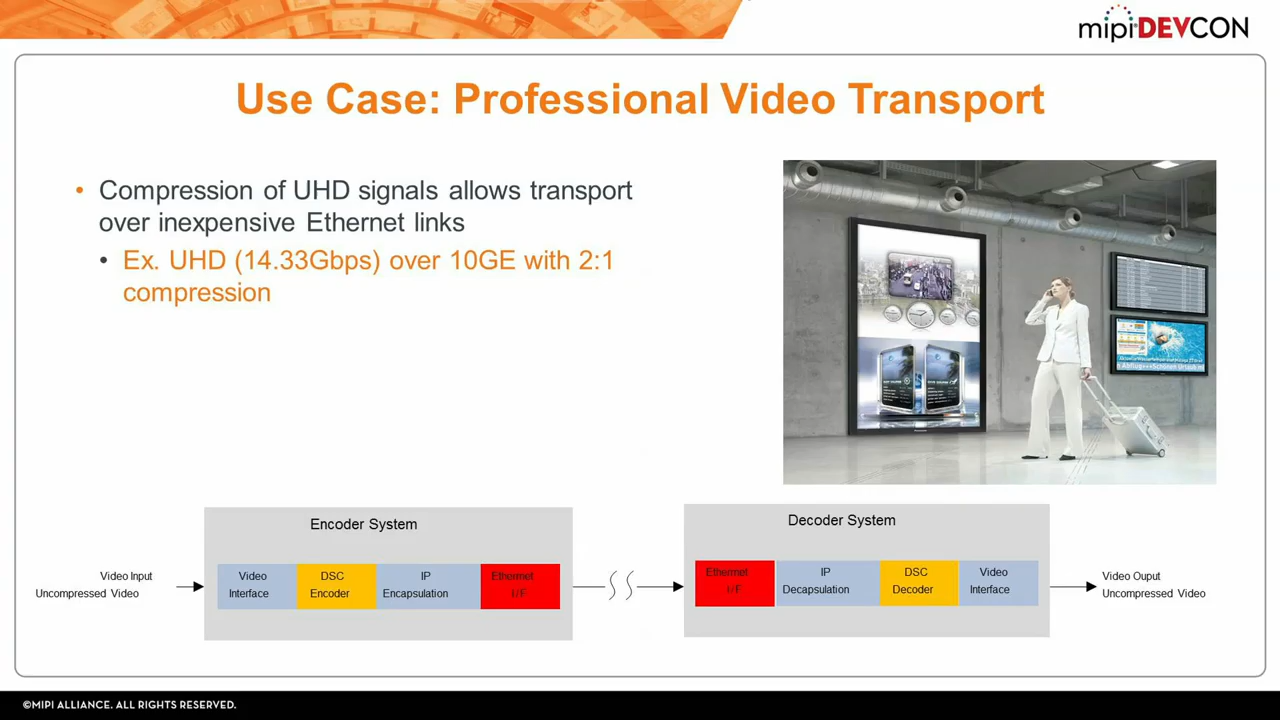 mipi DEVCON
Use Case: Professional Video Transport
• Compression of UHD signals allows transport
over inexpensive Ethernet links
• Ex. UHD (14.33Gbps) over 10GE with 2:1
compression
Encoder System
Video Input
Uncompressed Video
Video
Interface
DSC
Encoder
IP
Encapsulation
Ethernet
I/F
Decoder System
Ethernet
I/F
IP
Decapsulation
DSC
Decoder
Video
Interface
Video Ouput
Uncompressed Video
©MIPI ALLIANCE. ALL RIGHTS RESERVED.